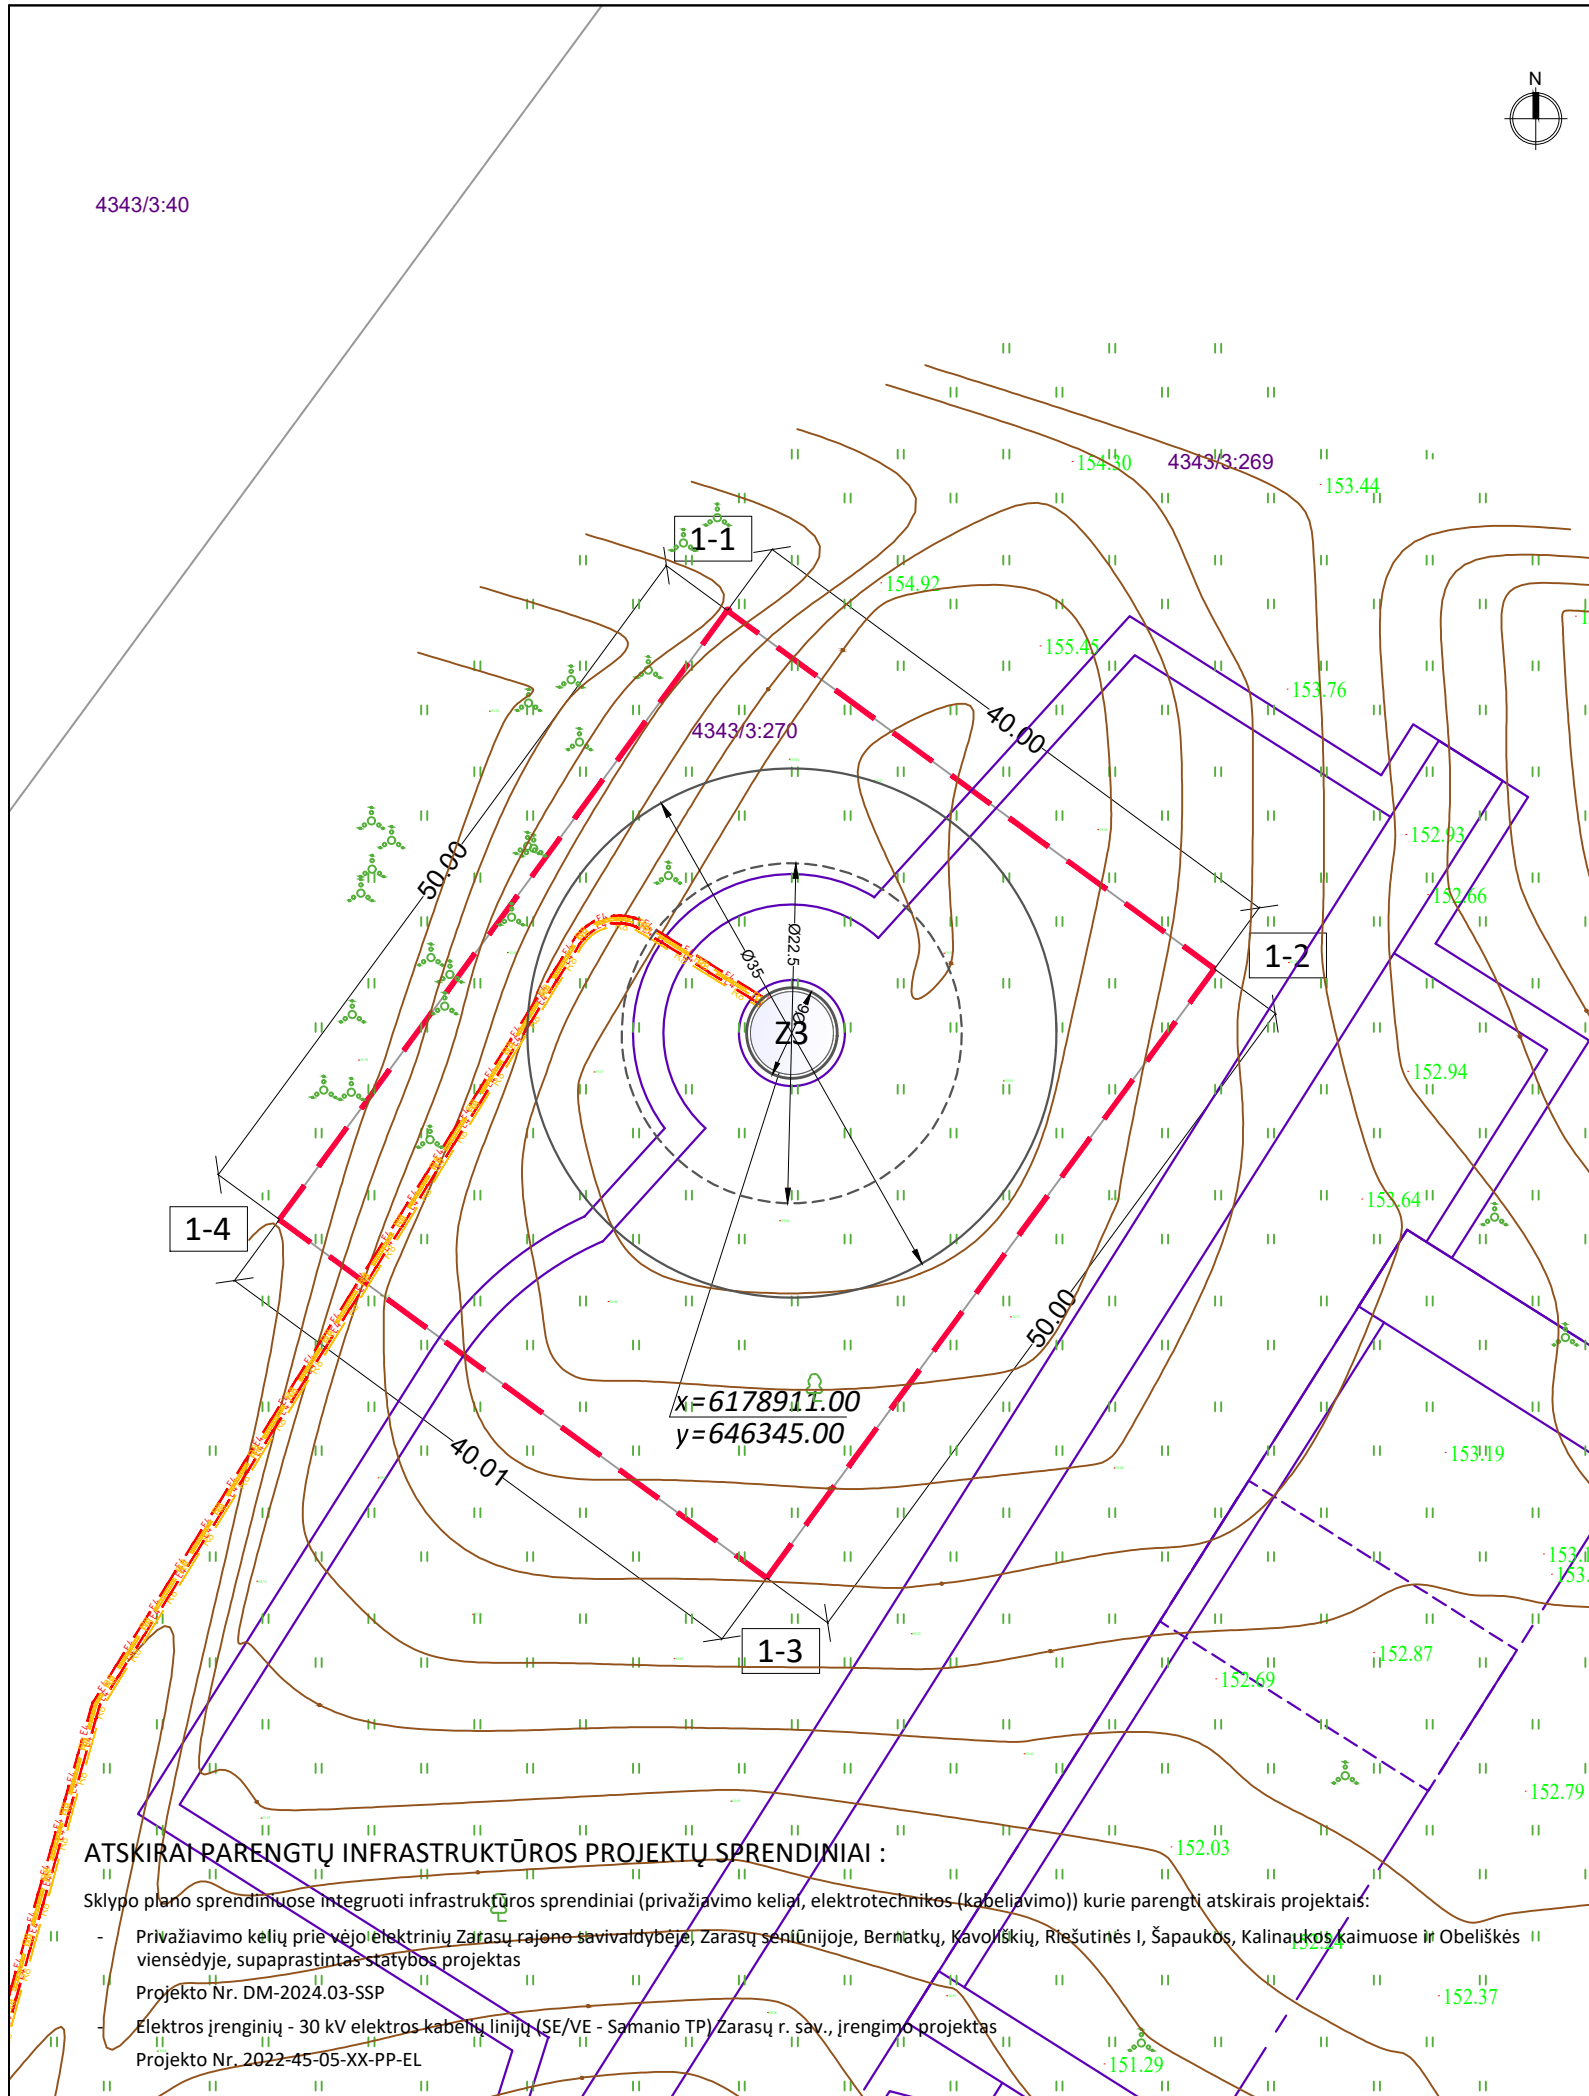 N
4343/3:40
154.30
4343/3:269
153.44
1-1
154.92
155.45
153.76
4343/3:270
40.00
152.93
50.00
152.66
Ø22.5
Ø35
1-2
Ø6
Z3
152.94
153.64
1-4
50.00
x=6178911.00
y=646345.00
40.01
153.19
1-3
152.87
152.69
152.79
152.03
ATSKIRAI PARENGTŲ INFRASTRUKTŪROS PROJEKTŲ SPRENDINIAI :
Sklypo plano sprendiniuose integruoti infrastruktūros sprendiniai (privažiavimo keliai, elektrotechnikos (kabeliavimo)) kurie parengti atskirais projektais:
- Privažiavimo kelių prie vėjo elektrinių Zarasų rajono savivaldybėje, Zarasų seniūnijoje, Bernatkų, Kavoliškių, Riešutinės I, Šapaukos, Kalinaukos kaimuose ir Obeliškės
viensėdyje, supaprastintas statybos projektas
152.24
Projekto Nr. DM-2024.03-SSP
152.37
- Elektros įrenginių - 30 kV elektros kabelių linijų (SE/VE - Samanio TP) Zarasų r. sav., įrengimo projektas
Projekto Nr. 2022-45-05-XX-PP-EL
151.29